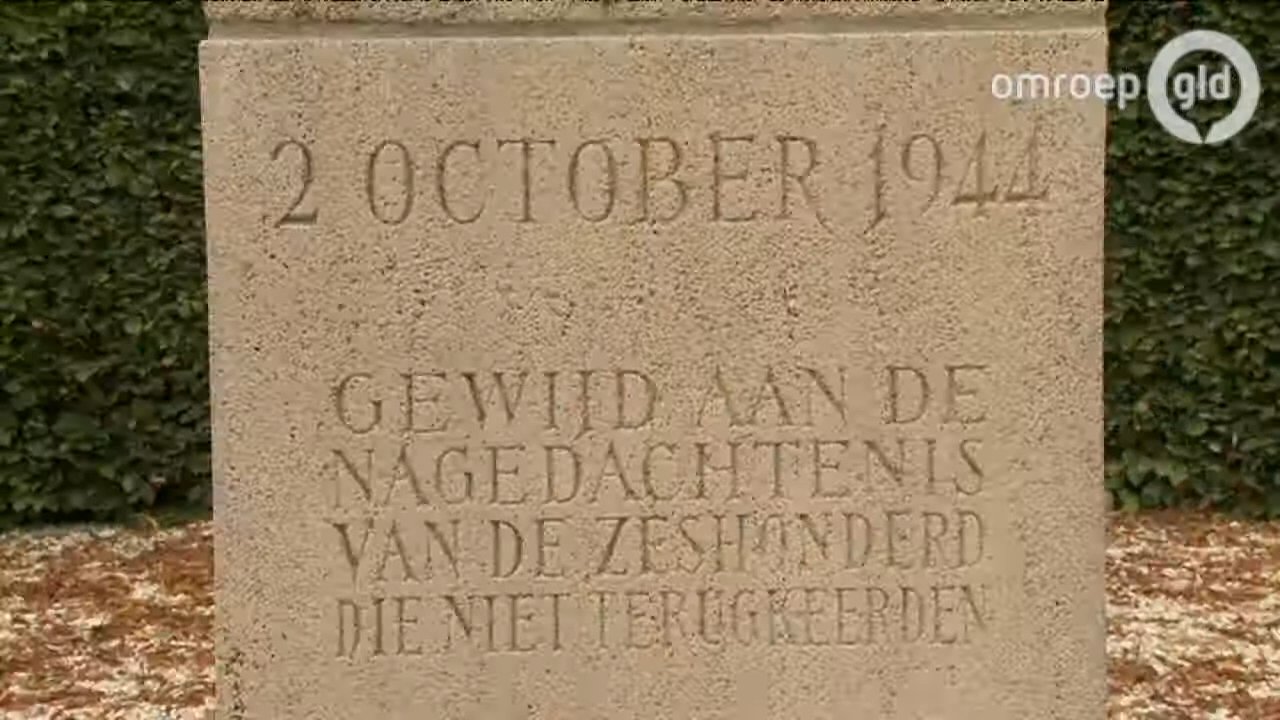 omroep gld
2 OCTOBER 1944
GEWIJD AAN DE
NAGEDACHTENIS
VAN DE ZESHONDERD
DIE NIET TERUGKEERDEN